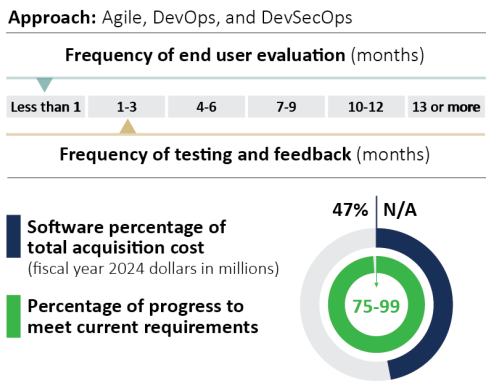 Approach: Agile, DevOps, and DevSecOps
Frequency of end user evaluation (months)
Less than 1 1-3 4-6 7-9 10-12 13 or more
Frequency of testing and feedback (months)
47% N/A
Software percentage of
total acquisition cost
(fiscal year 2024 dollars in millions)
Percentage of progress to
meet current requirements
75-99